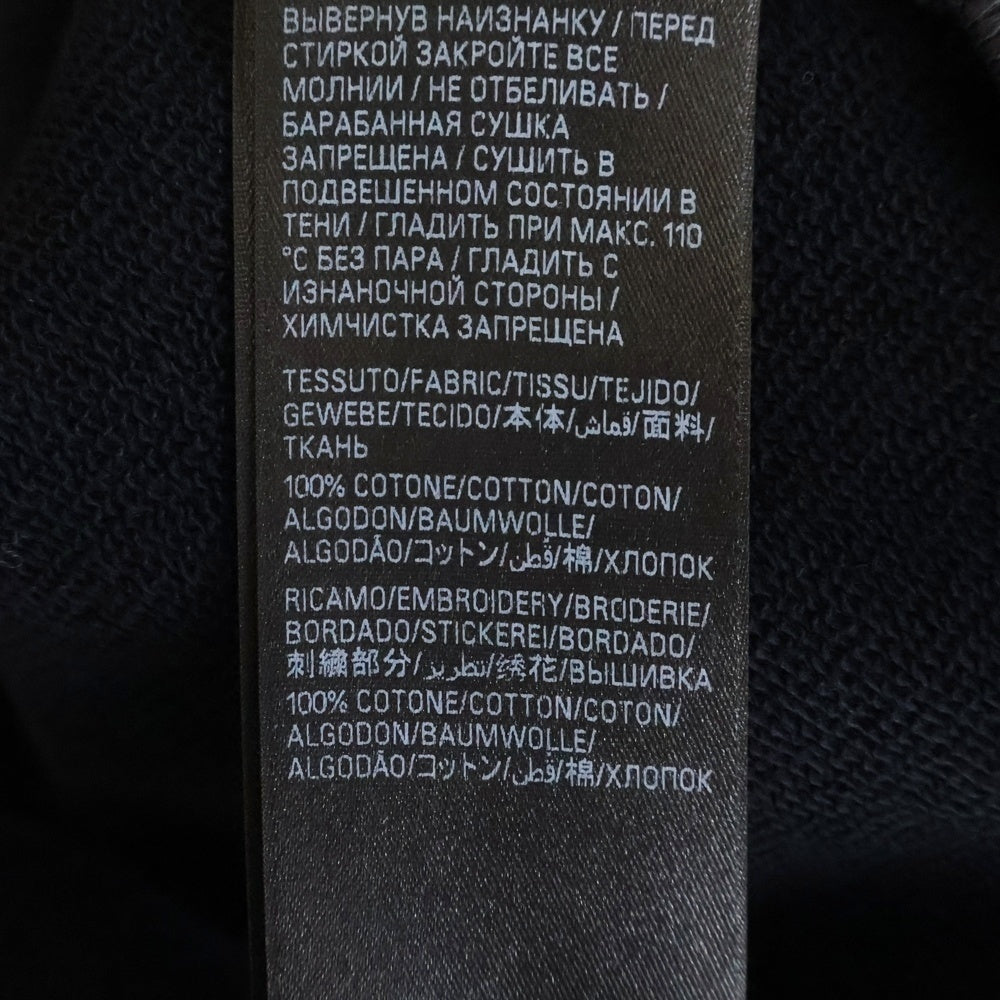 ВЫВЕРНУВ НАИЗНАНКУ / ПЕРЕД
СТИРКОЙ ЗАКРОЙТЕ ВСЕ
МОЛНИИ / НЕ ОТБЕЛИВАТЬ /
БАРАБАННАЯ СУШКА
ЗАПРЕЩЕНА / СУШИТЬ В
ПОДВЕШЕННОМ СОСТОЯНИИ В
ТЕНИ / ГЛАДИТЬ ПРИ МАКС. 110
°C БЕЗ ПАРА / ГЛАДИТЬ С
ИЗНАНОЧНОЙ СТОРОНЫ /
ХИМЧИСТКА ЗАПРЕЩЕНА
TESSUTO/FABRIC/TISSU/TEJIDO/
GEWEBE/TECIDO/本体/قماش/面料/
ТКАНЬ
100% COTONE/COTTON/COTON/
ALGODON/BAUMWOLLE/
ALGODÃO/コットン/قطن/棉/ХЛОПОК
RICAMO/EMBROIDERY/BRODERIE/
BORDADO/STICKEREI/BORDADO/
刺繍部分/تطريز/绣花/ВЫШИВКА
100% COTONE/COTTON/COTON/
ALGODON/BAUMWOLLE/
ALGODÃO/コットン/قطن/棉/ХЛОПОК